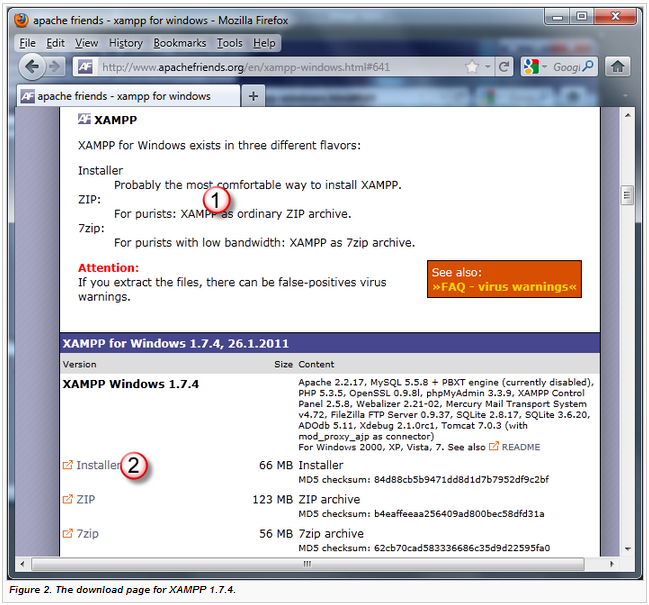 apache friends - xampp for windows - Mozilla Firefox
File Edit View History Bookmarks Tools Help
AF http://www.apachefriends.org/en/xampp-windows.html#641 Googl
AF apache friends - xampp for windows +
AF XAMPP
XAMPP for Windows exists in three different flavors:
Installer
Probably the most comfortable way to install XAMPP.
1
ZIP:
For purists: XAMPP as ordinary ZIP archive.
7zip:
For purists with low bandwidth: XAMPP as 7zip archive.
Attention:
If you extract the files, there can be false-positives virus
warnings.
See also:
»FAQ - virus warnings«
XAMPP for Windows 1.7.4, 26.1.2011
Version Size Content
XAMPP Windows 1.7.4
Apache 2.2.17, MySQL 5.5.8 + PBXT engine (currently disabled),
PHP 5.3.5, OpenSSL 0.9.8l, phpMyAdmin 3.3.9, XAMPP Control
Panel 2.5.8, Webalizer 2.21-02, Mercury Mail Transport System
v4.72, FileZilla FTP Server 0.9.37, SQLite 2.8.17, SQLite 3.6.20,
ADOdb 5.11, Xdebug 2.1.0rc1, Tomcat 7.0.3 (with
mod_proxy_ajp as connector)
For Windows 2000, XP, Vista, 7. See also README
Installer 2 66 MB Installer
MD5 checksum: 84d88cb5b9471dd8d1d7b7952df9c2bf
ZIP 123 MB ZIP archive
MD5 checksum: b4eaffeaaa256409ad800bec58dfd31a
7zip 56 MB 7zip archive
MD5 checksum: 62cb70cad583336686c35d9d22595fa0
Figure 2. The download page for XAMPP 1.7.4.